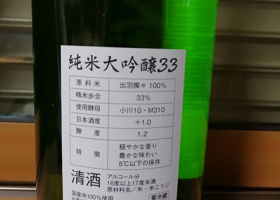 純米大吟醸33
原料米 出羽燦々 100%
精米歩合 33%
使用酵母 小川10・M310
日本酒度 +1.0
酸度 1.2
特徴 穏やかな香り
豊かな味わい
5℃以下の保存
清酒 アルコール分
16度以上17度未満
原材料名/米・米こうじ
国産米100%使用
要冷蔵